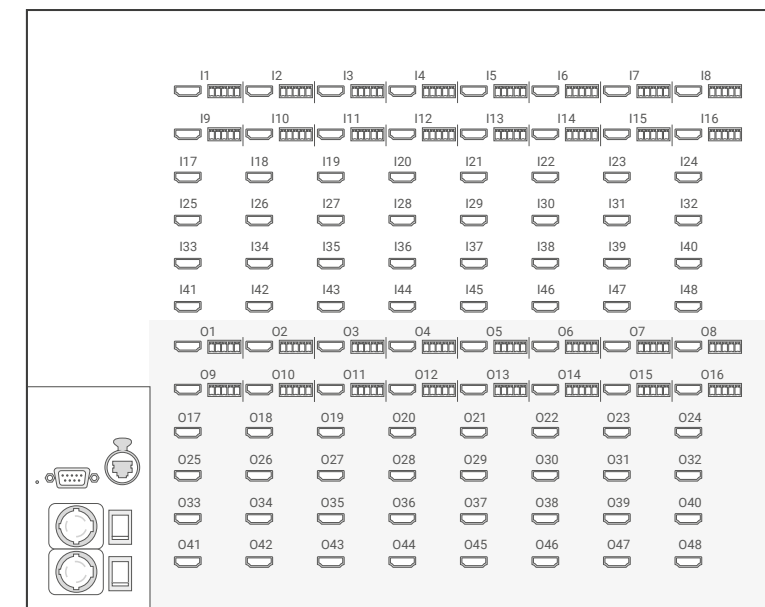 I1 I2 I3 I4 I5 I6 I7 I8
I9 I10 I11 I12 I13 I14 I15 I16
I17 I18 I19 I20 I21 I22 I23 I24
I25 I26 I27 I28 I29 I30 I31 I32
I33 I34 I35 I36 I37 I38 I39 I40
I41 I42 I43 I44 I45 I46 I47 I48
O1 O2 O3 O4 O5 O6 O7 O8
O9 O10 O11 O12 O13 O14 O15 O16
O17 O18 O19 O20 O21 O22 O23 O24
O25 O26 O27 O28 O29 O30 O31 O32
O33 O34 O35 O36 O37 O38 O39 O40
O41 O42 O43 O44 O45 O46 O47 O48